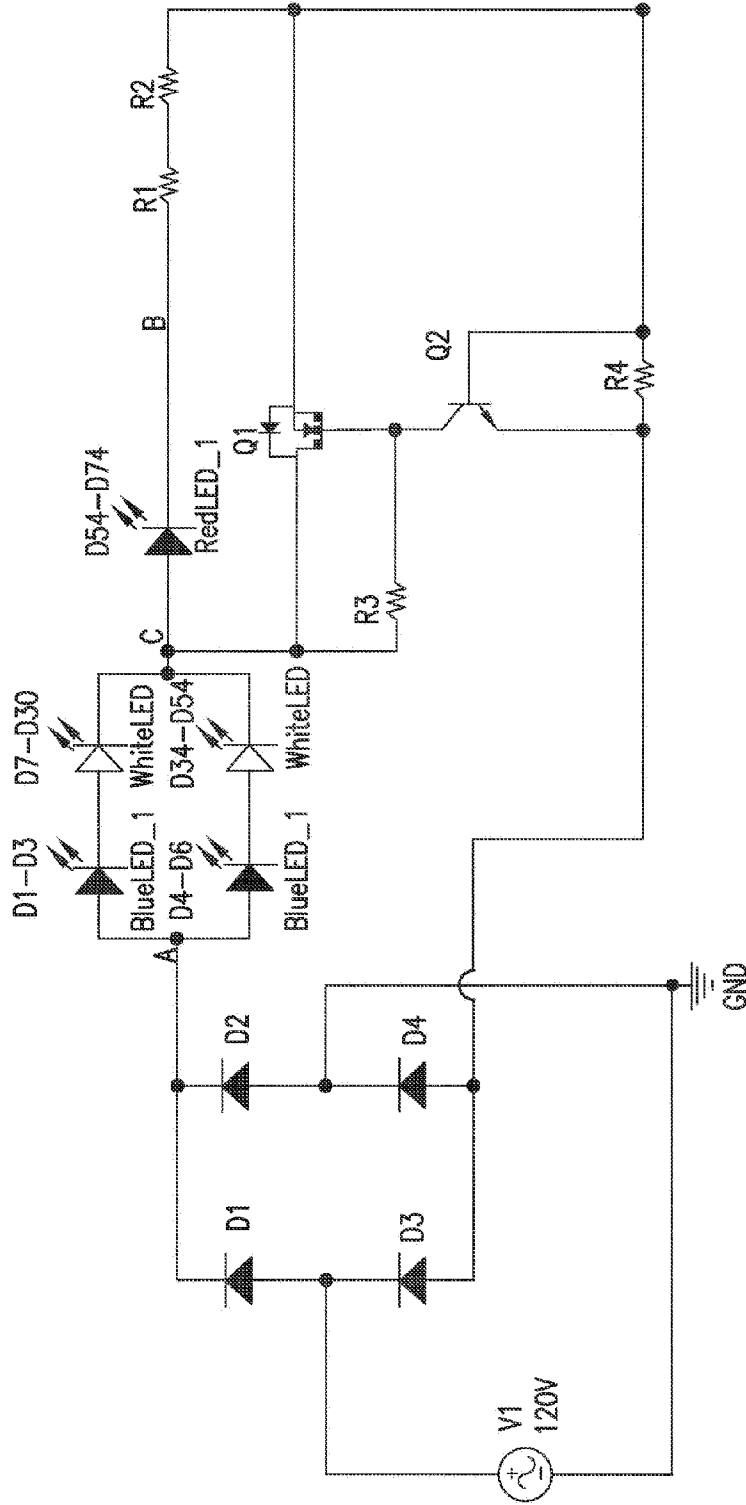 R2
R1
B
Q1
Q2
R4
D54-D74
RedLED_1
R3
C
D7-D30
WhiteLED
D34-D54
WhiteLED
D1-D3
BlueLED_1
D4-D6
BlueLED_1
A
D2
D4
GND
D1
D3
V1
120V
+
-